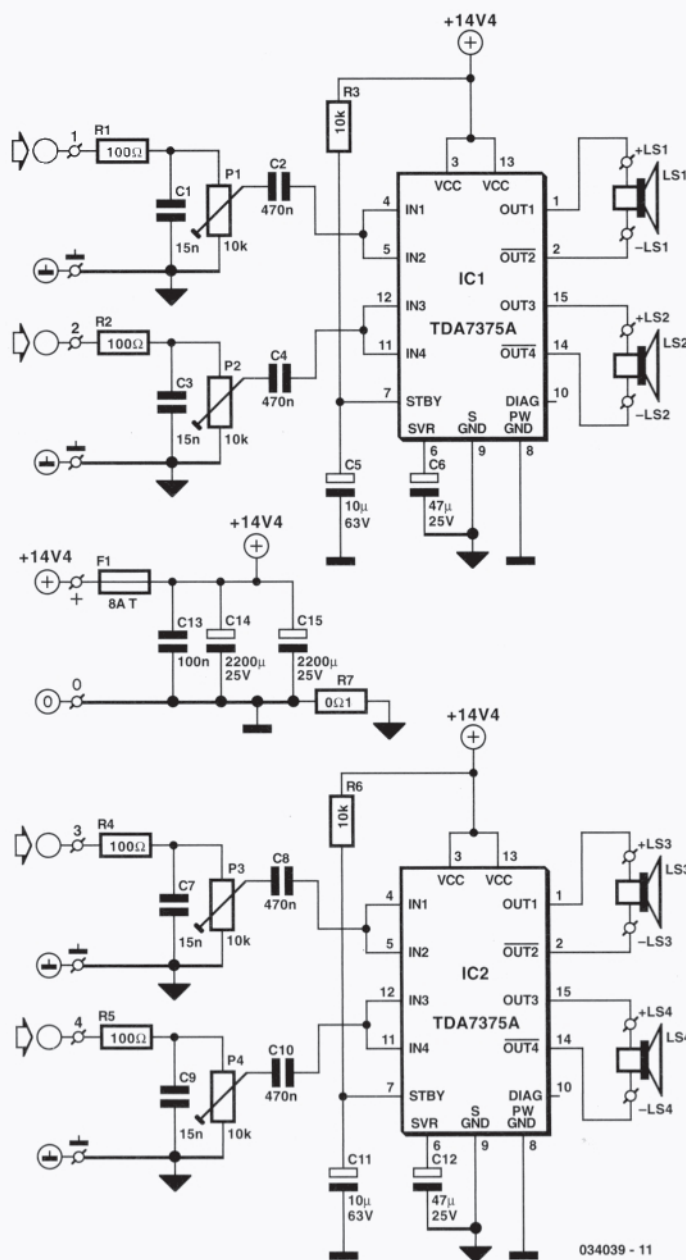 +14V4
R3
10k
1
R1
100Ω
P1
C2
C1
470n
15n
10k
3
13
VCC
VCC
4
IN1
OUT1
1
+LS1
LS1
5
IN2
OUT2
2
–LS1
IC1
12
IN3
OUT3
15
+LS2
TDA7375A
LS2
11
IN4
OUT4
14
–LS2
2
R2
100Ω
P2
C4
C3
470n
15n
10k
7
STBY
DIAG
10
SVR
S
GND
PW
GND
6
9
8
C5
10µ
63V
C6
47µ
25V
+14V4
+14V4
F1
+
8A T
C13
100n
C14
2200µ
25V
C15
2200µ
25V
0
0
R7
0Ω1
+14V4
R6
10k
3
R4
100Ω
P3
C8
C7
470n
15n
10k
3
13
VCC
VCC
4
IN1
OUT1
1
+LS3
LS3
5
IN2
OUT2
2
–LS3
IC2
12
IN3
OUT3
15
+LS4
TDA7375A
LS4
11
IN4
OUT4
14
–LS4
4
R5
100Ω
P4
C10
C9
470n
15n
10k
7
STBY
DIAG
10
SVR
S
GND
PW
GND
6
9
8
C11
10µ
63V
C12
47µ
25V
034039 - 11